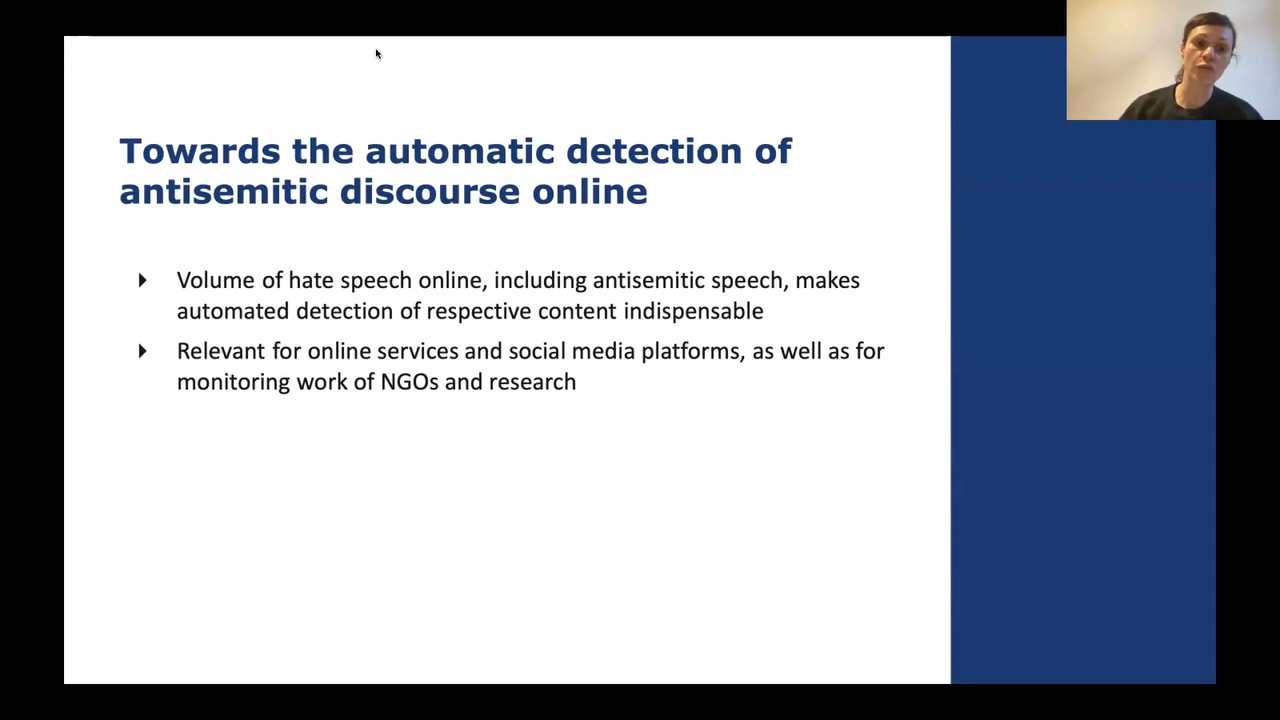 Towards the automatic detection of
antisemitic discourse online
Volume of hate speech online, including antisemitic speech, makes
automated detection of respective content indispensable
Relevant for online services and social media platforms, as well as for
monitoring work of NGOs and research